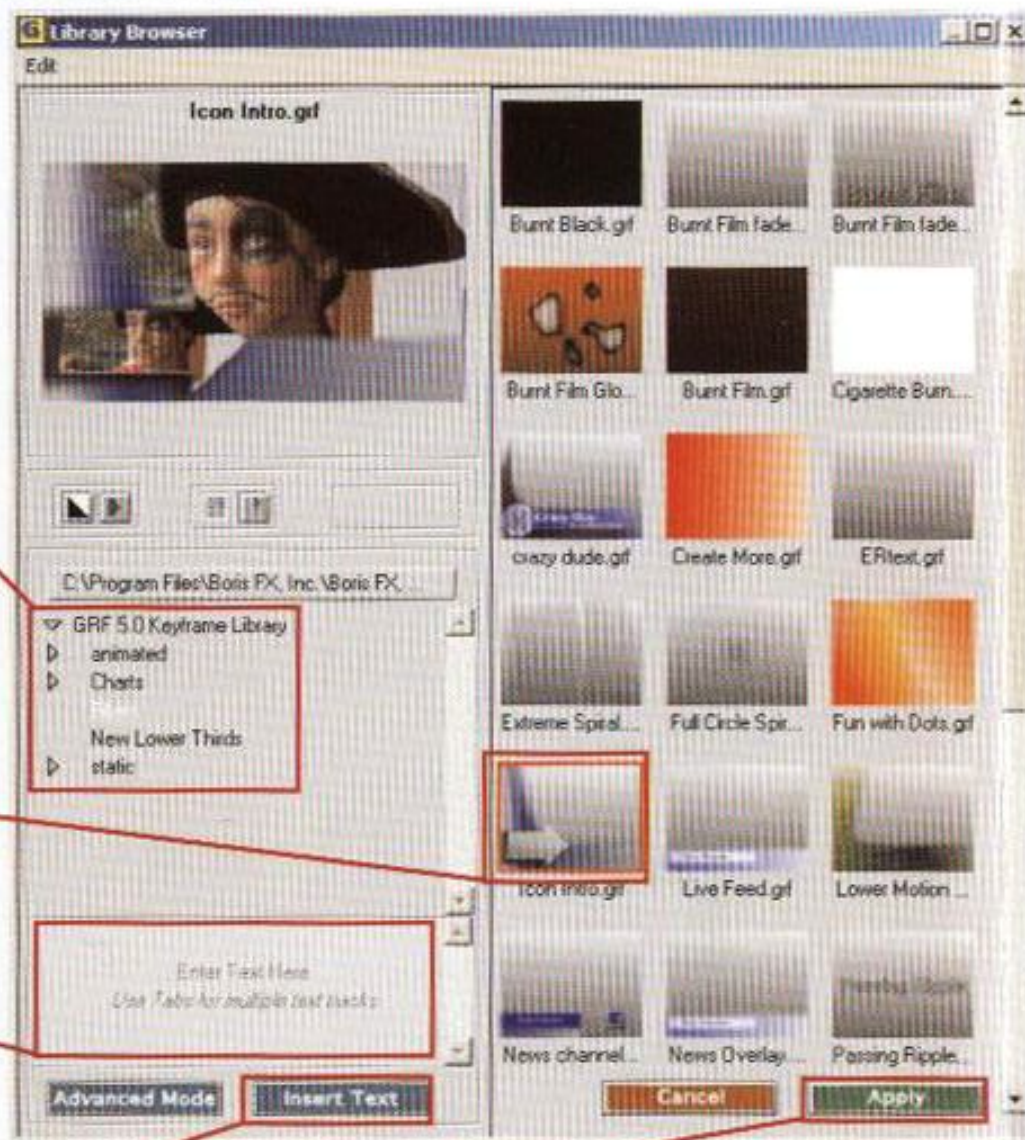 Library Browser
Edit
Icon Intro.grf
C:\Program Files\Boris FX, Inc.\Boris FX, ...
GRF 5.0 Keyframe Library
animated
Charts
New Lower Thirds
static
Enter Text Here
Use Tabs for multiple text tracks
Advanced Mode
Insert Text
Burnt Black.grf
Burnt Film fade...
Burnt Film fade...
Burnt Film Glo...
Burnt Film.grf
Cigarette Burn....
crazy dude.grf
Create More.grf
ERtext.grf
Extreme Spiral....
Full Circle Spir...
Fun with Dots.grf
Icon Intro.grf
Live Feed.grf
Lower Motion ...
News channel...
News Overlay....
Passing Ripple
Passing Ripple...
Cancel
Apply